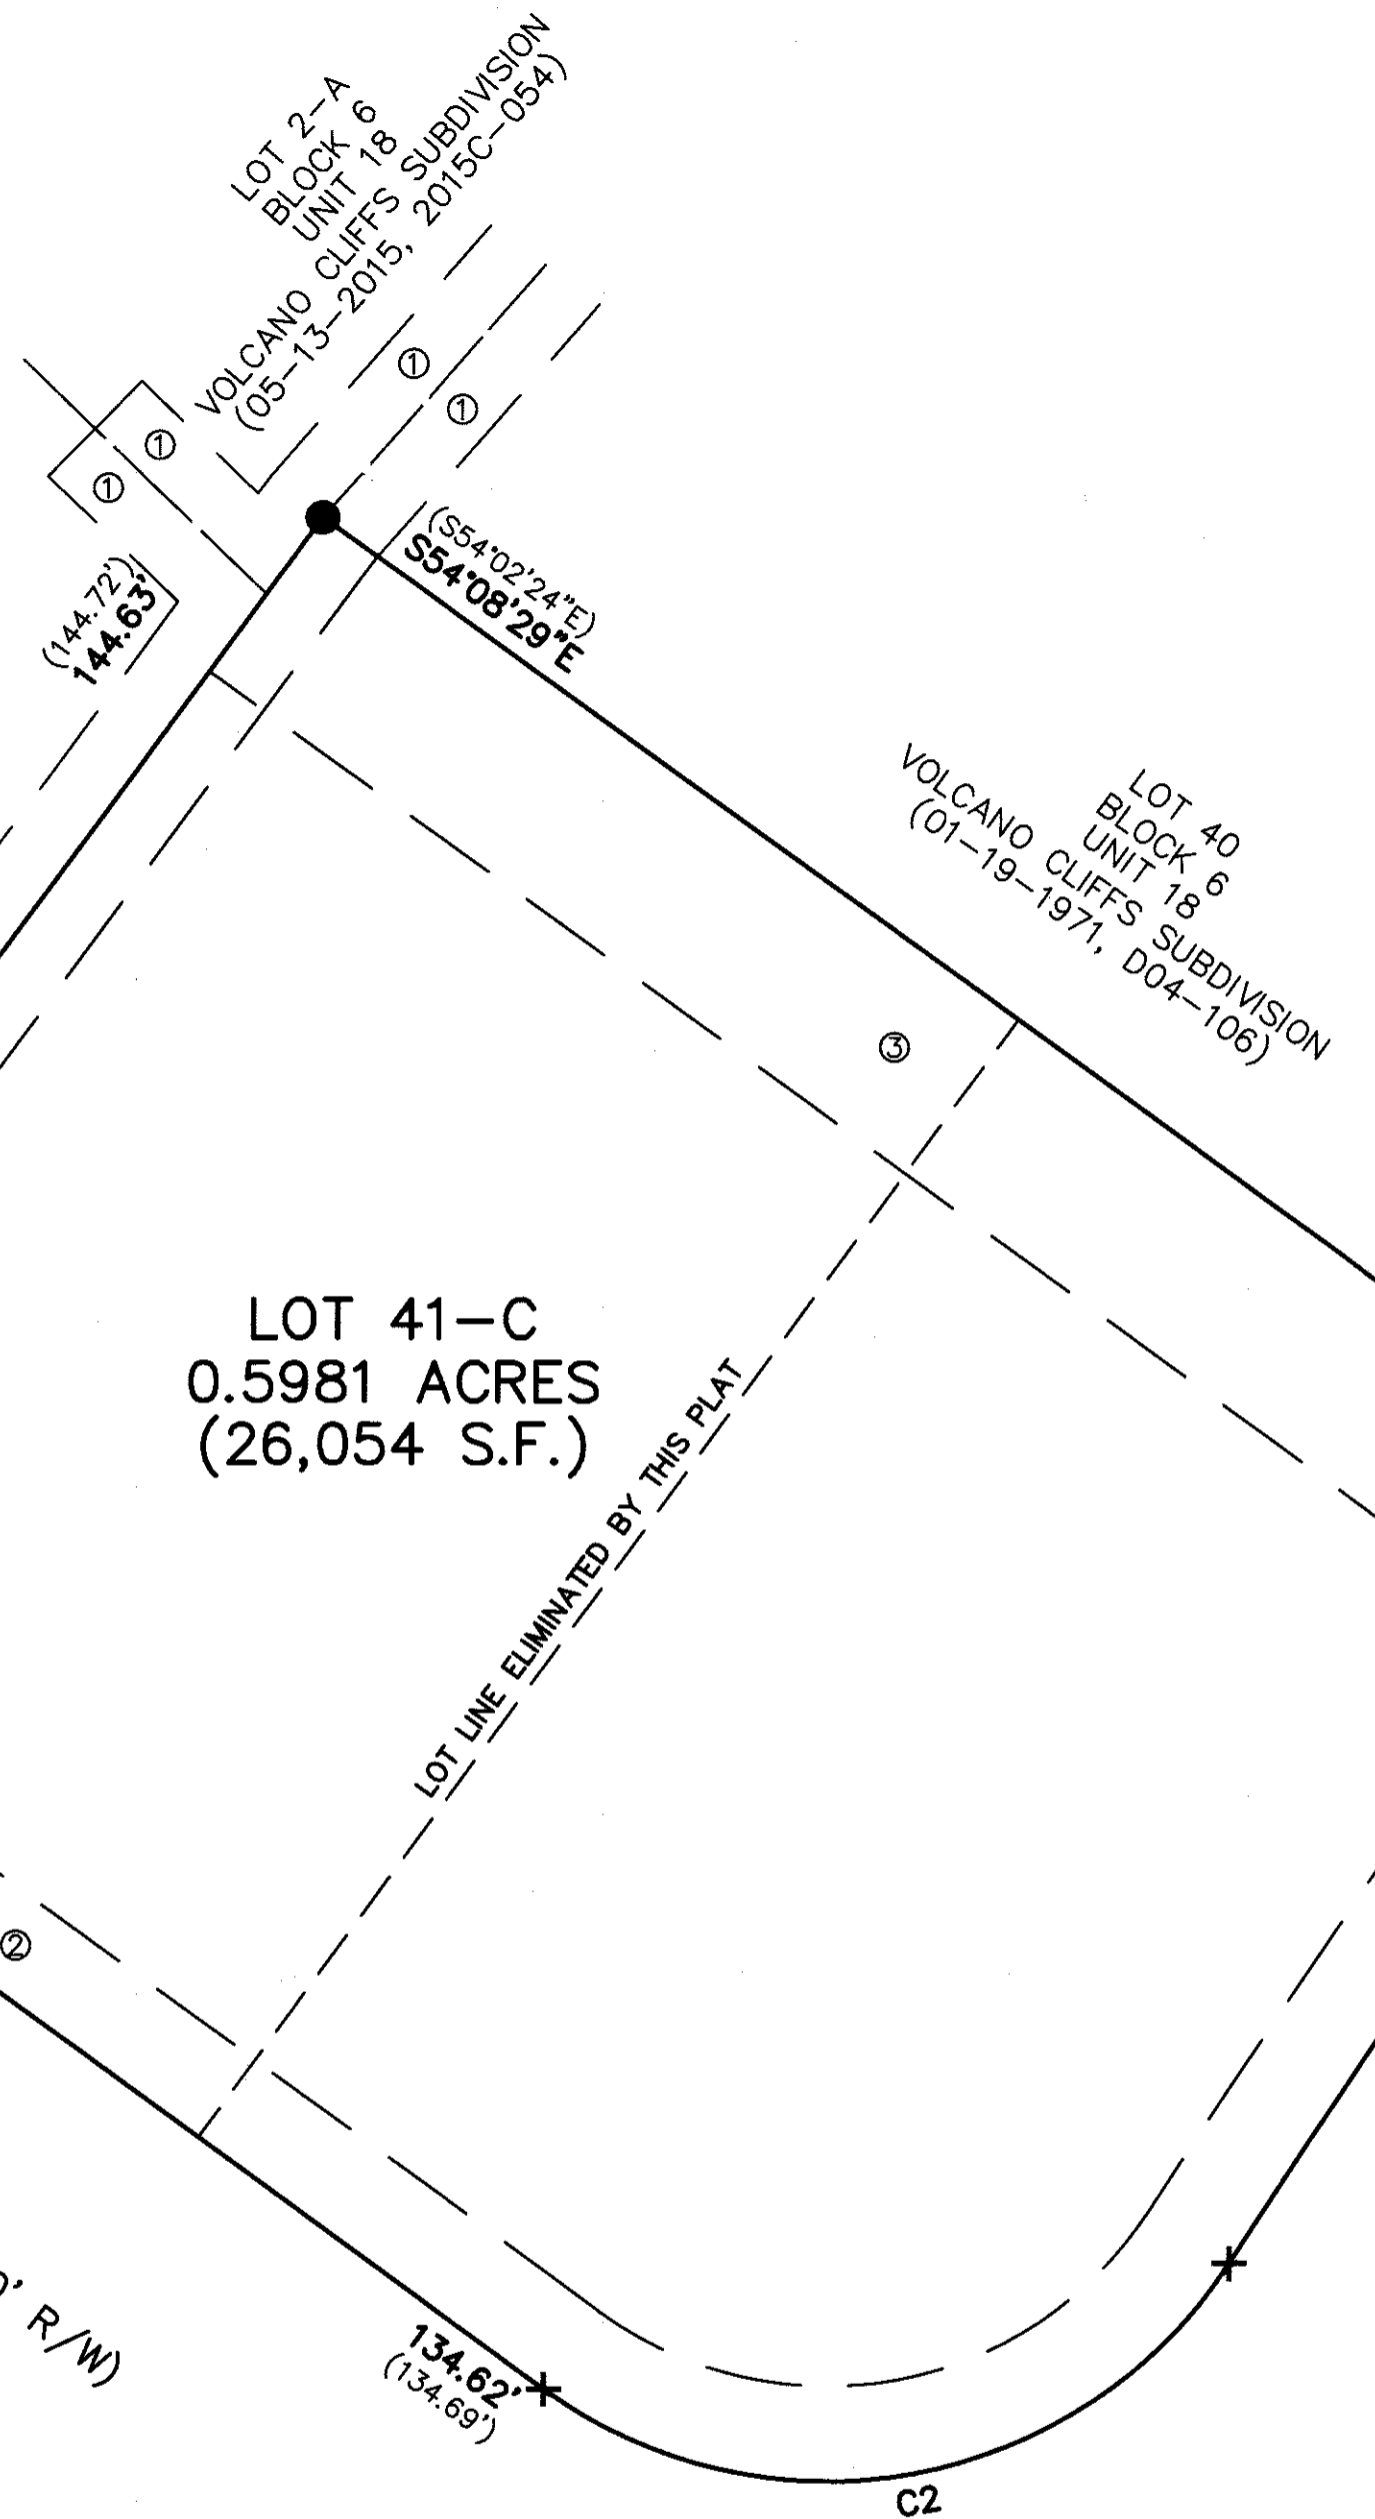 LOT 2-A
BLOCK 6
UNIT 18
VOLCANO CLIFFS SUBDIVISION
(05-13-2015, 2015C-054)
①
①
①
①
(S54°02'24"E)
S54°08'29"E
(144.72')
144.63'
LOT 40
BLOCK 6
UNIT 18
VOLCANO CLIFFS SUBDIVISION
(01-19-1971, D04-106)
③
LOT 41-C
0.5981 ACRES
(26,054 S.F.)
LOT LINE ELIMINATED BY THIS PLAT
②
R/W)
134.62'
(134.69')
C2